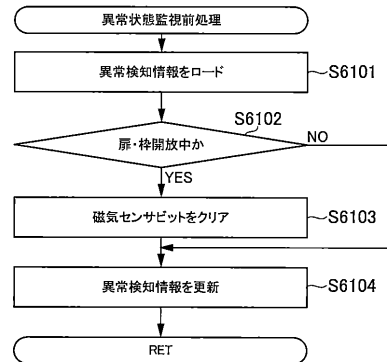 異常状態監視前処理
異常検知情報をロード
S6101
S6102
扉・枠開放中か
NO
YES
磁気センサビットをクリア
S6103
異常検知情報を更新
S6104
RET